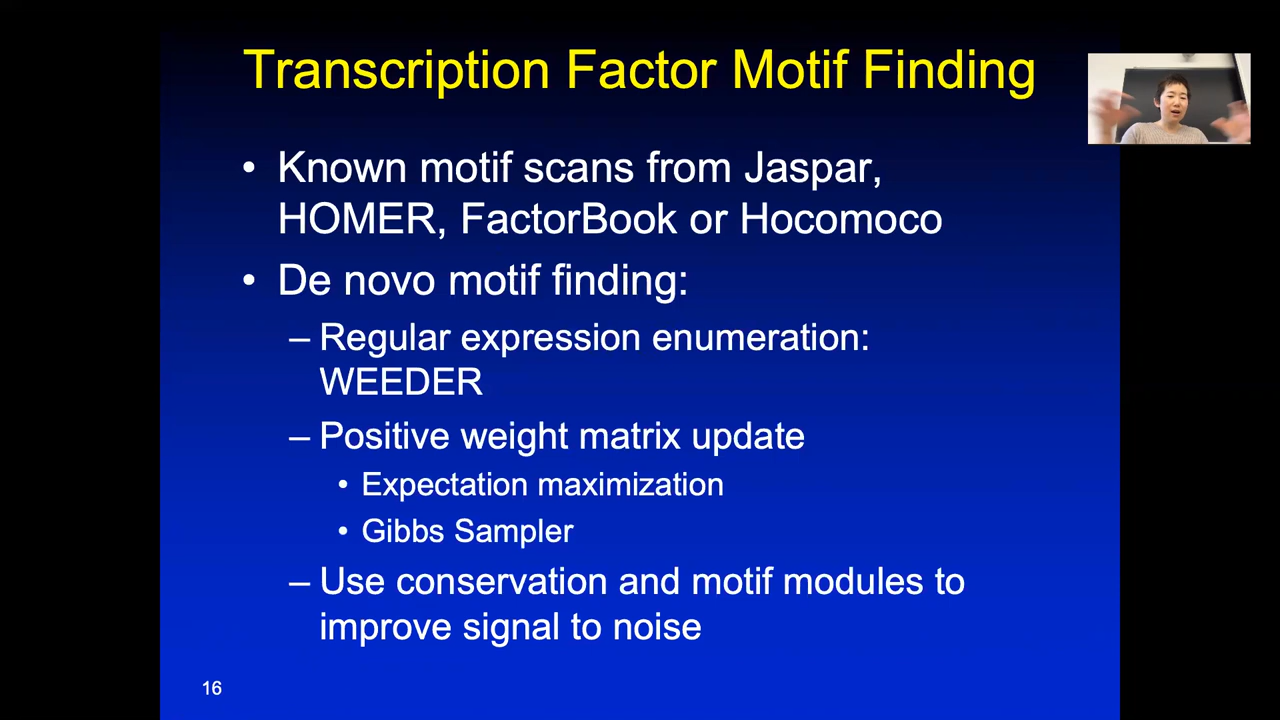 Transcription Factor Motif Finding
• Known motif scans from Jaspar,
HOMER, FactorBook or Hocomoco
• De novo motif finding:
– Regular expression enumeration:
WEEDER
– Positive weight matrix update
• Expectation maximization
• Gibbs Sampler
– Use conservation and motif modules to
improve signal to noise
16